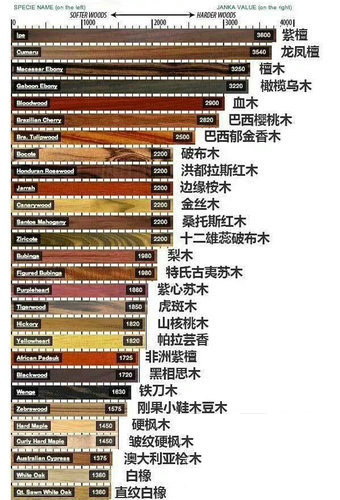 SPECIE NAME (on the left) JANKA VALUE (on the right)
SOFTER WOODS HARDER WOODS
0 1000 2000 3000 4000
Ipe 3600 紫檀
Cumaru 3540 龙凤檀
Macassar Ebony 3250 檀木
Gaboon Ebony 3220 橄榄乌木
Bloodwood 2900 血木
Brazilian Cherry 2820 巴西樱桃木
Bra. Tulipwood 2500 巴西郁金香木
Bocote 2200 破布木
Honduran Rosewood 2200 洪都拉斯红木
Jarrah 2200 边缘桉木
Canarywood 2200 金丝木
Santos Mahogany 2200 桑托斯红木
Ziricote 2200 十二雄蕊破布木
Bubinga 1980 梨木
Figured Bubinga 1980 特氏古夷苏木
Purpleheart 1860 紫心苏木
Tigerwood 1850 虎斑木
Hickory 1820 山核桃木
Yellowheart 1820 帕拉芸香
African Padauk 1725 非洲紫檀
Blackwood 1720 黑相思木
Wenge 1630 铁刀木
Zebrawood 1575 刚果小鞋木豆木
Hard Maple 1450 硬枫木
Curly Hard Maple 1450 皱纹硬枫木
Australian Cypress 1375 澳大利亚桧木
White Oak 1360 白橡
Qt. Sawn White Oak 1360 直纹白橡